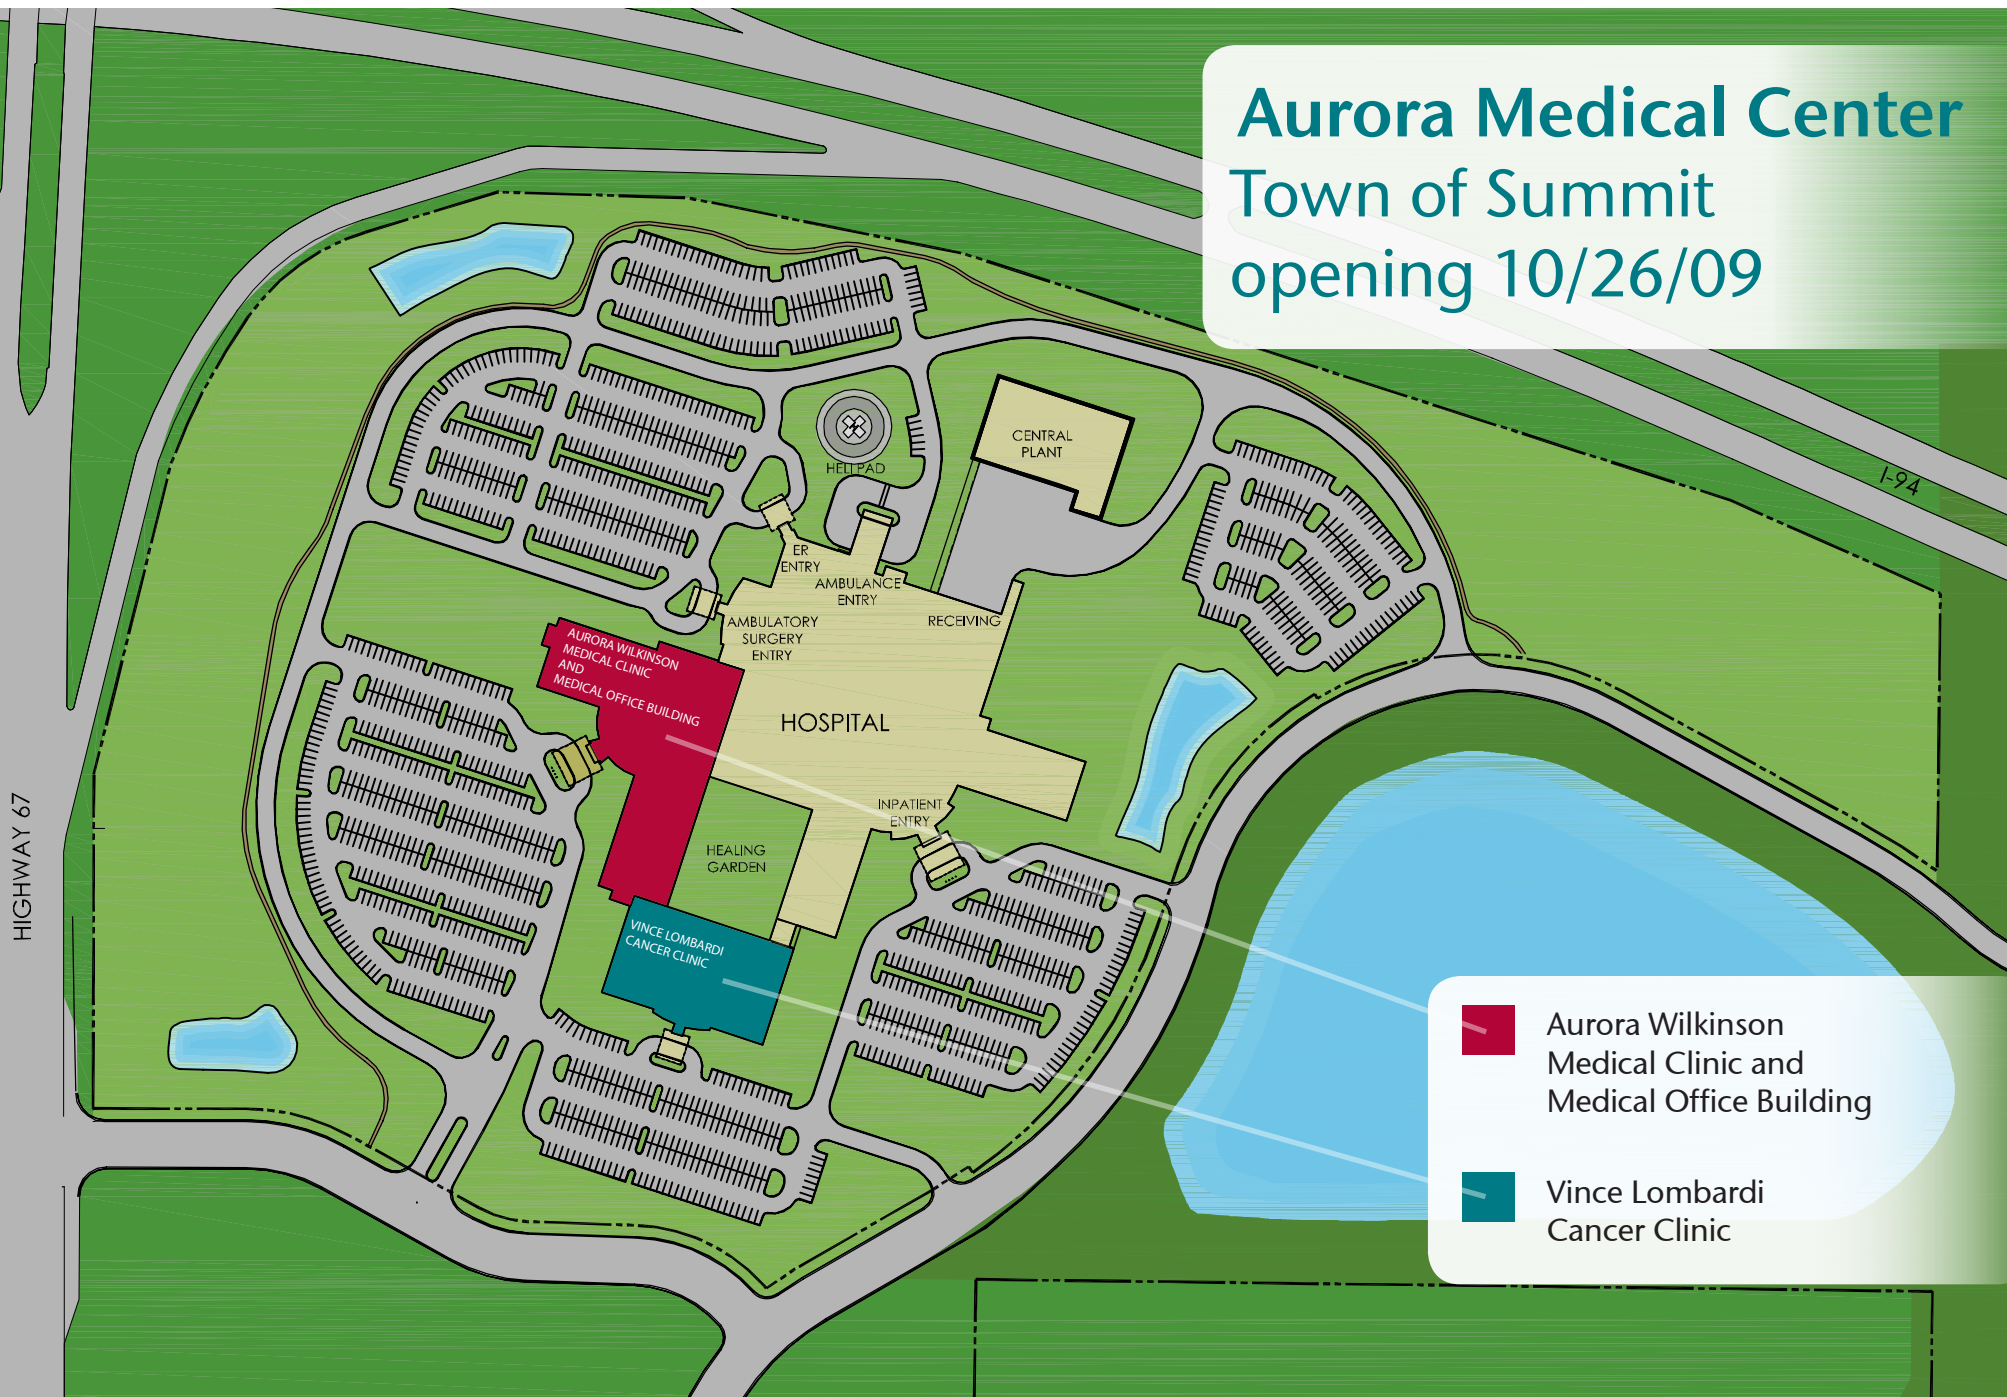 Aurora Medical Center
Town of Summit
opening 10/26/09
I-94
CENTRAL
PLANT
HELIPAD
ER
ENTRY
AMBULANCE
ENTRY
RECEIVING
AMBULATORY
SURGERY
ENTRY
AURORA WILKINSON
MEDICAL CLINIC
AND
MEDICAL OFFICE BUILDING
HOSPITAL
INPATIENT
ENTRY
HEALING
GARDEN
HIGHWAY 67
VINCE LOMBARDI
CANCER CLINIC
Aurora Wilkinson
Medical Clinic and
Medical Office Building
Vince Lombardi
Cancer Clinic